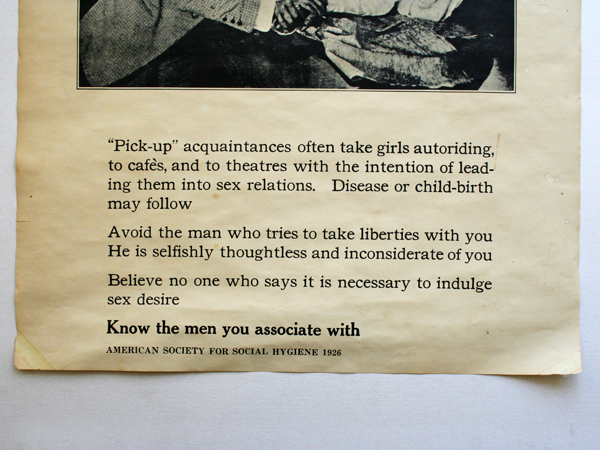 “Pick-up” acquaintances often take girls autoriding,
to cafès, and to theatres with the intention of lead-
ing them into sex relations. Disease or child-birth
may follow
Avoid the man who tries to take liberties with you
He is selfishly thoughtless and inconsiderate of you
Believe no one who says it is necessary to indulge
sex desire
Know the men you associate with
AMERICAN SOCIETY FOR SOCIAL HYGIENE 1926